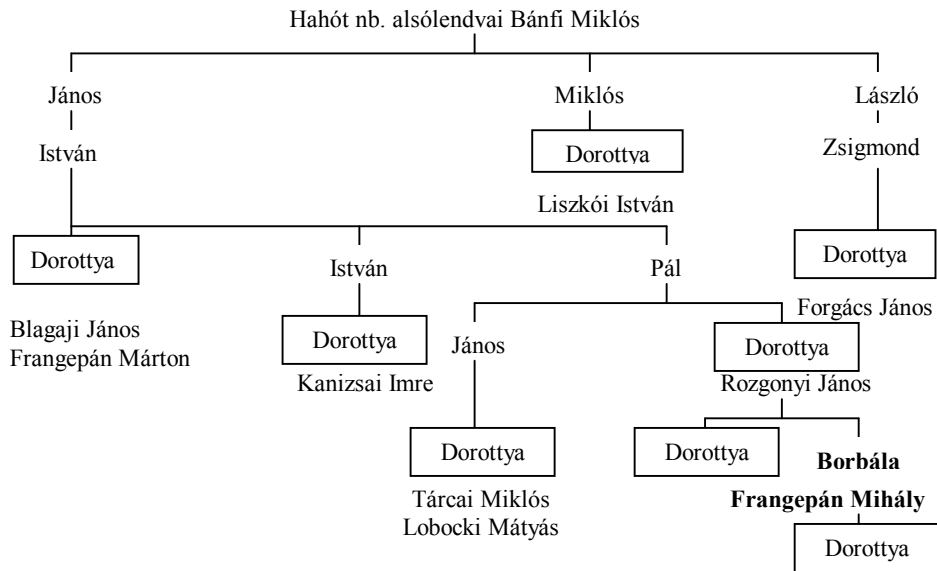 Hahót nb. alsólendvai Bánfi Miklós
János Miklós László
István Dorottya Zsigmond
Liszkói István
Dorottya István Pál Dorottya
Forgács János
Blagaji János
Frangepán Márton
Dorottya János Dorottya
Kanizsai Imre Rozgonyi János
Dorottya Dorottya Borbála
Tárcai Miklós Frangepán Mihály
Lobocki Mátyás
Dorottya